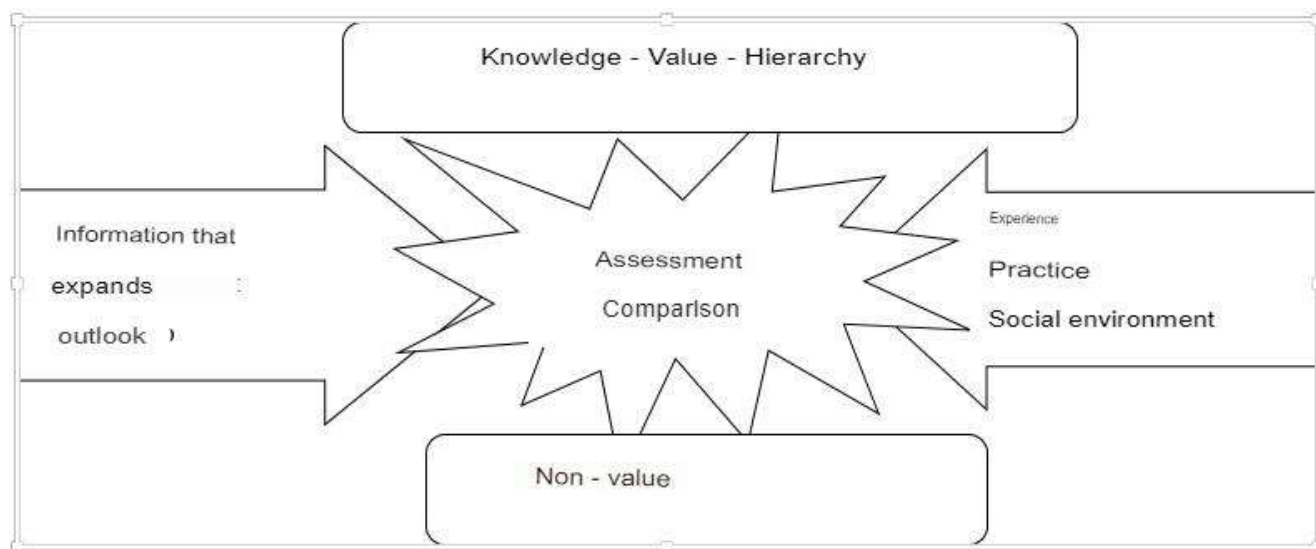 Knowledge - Value - Hierarchy
Information that
expands :
outlook )
Assessment
Comparison
Experience
Practice
Social environment
Non - value